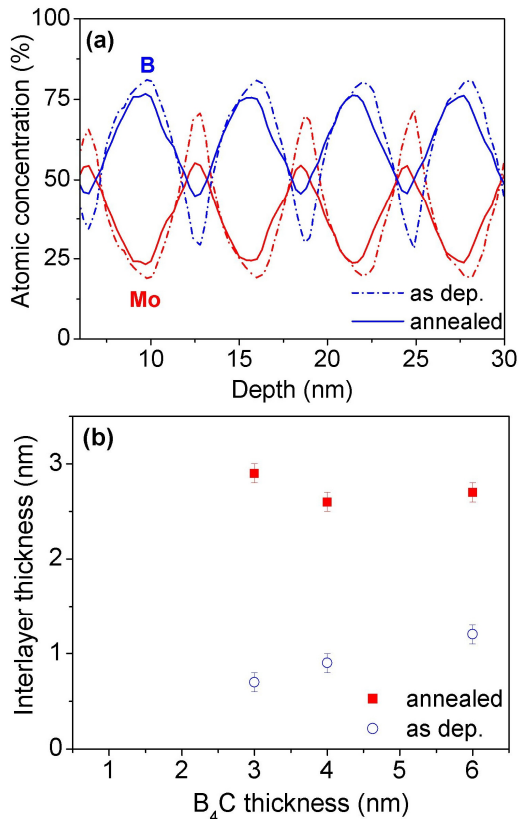 (a)
B
Mo
as dep.
annealed
Atomic concentration (%)
100
75
50
25
0
10
15
20
25
30
Depth (nm)
(b)
annealed
as dep.
Interlayer thickness (nm)
3
2
1
0
1
2
3
4
5
6
B₄C thickness (nm)